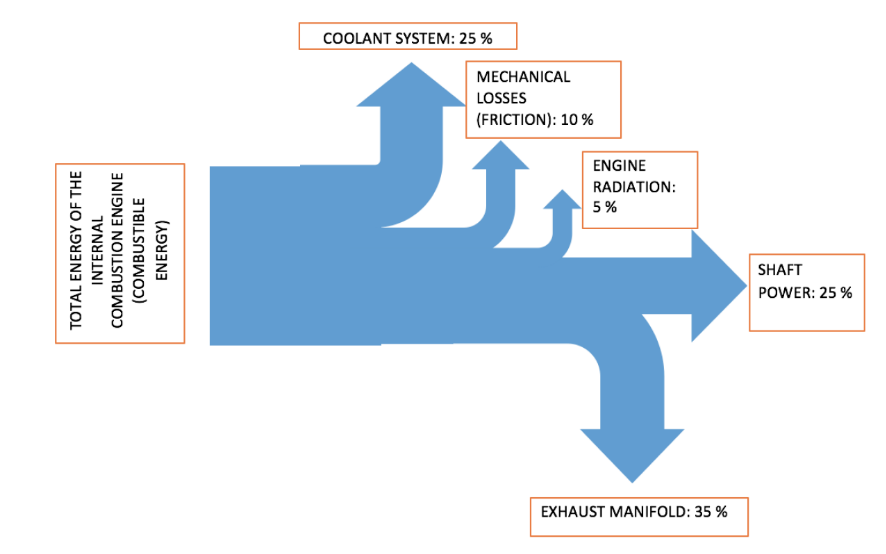 COOLANT SYSTEM: 25 %
MECHANICAL
LOSSES
(FRICTION): 10 %
ENGINE
RADIATION:
5 %
TOTAL ENERGY OF THE
INTERNAL
COMBUSTION ENGINE
(COMBUSTIBLE
ENERGY)
SHAFT
POWER: 25 %
EXHAUST MANIFOLD: 35 %